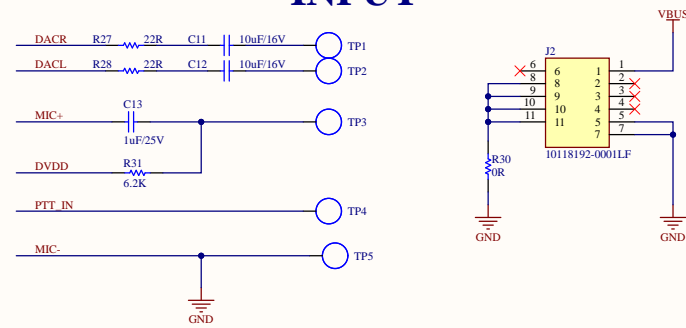 INPUT
DACR R27 22R C11 10uF/16V TP1
DACL R28 22R C12 10uF/16V TP2
C13
MIC+ TP3
1uF/25V
R31
DVDD
6.2K
PTT_IN TP4
MIC- TP5
GND
VBUS
J2
6 6 1 1
8 8 2 2
9 9 3 3
10 10 4 4
11 11 5 5
7 7
10118192-0001LF
R30
0R
GND GND